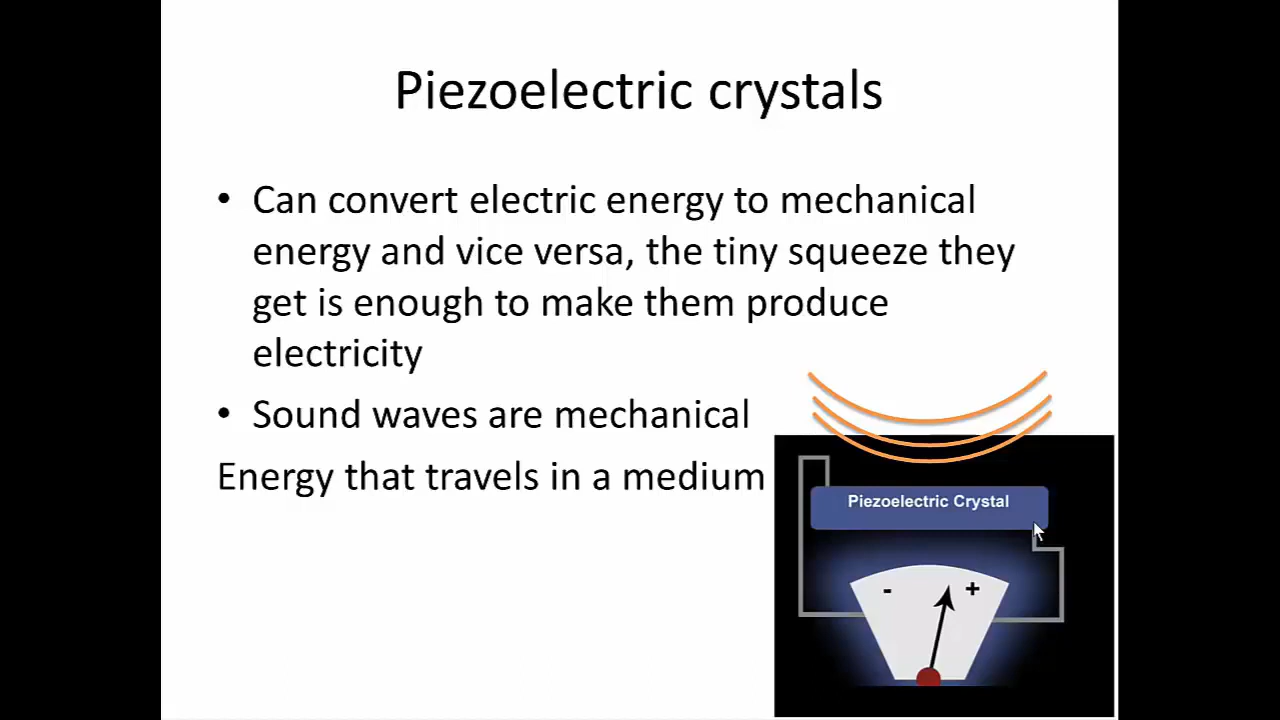 Piezoelectric crystals
• Can convert electric energy to mechanical
energy and vice versa, the tiny squeeze they
get is enough to make them produce
electricity
• Sound waves are mechanical
Energy that travels in a medium
Piezoelectric Crystal
- +